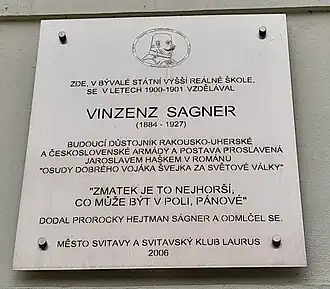 ZDE, V BÝVALÉ STÁTNÍ VYŠŠÍ REÁLNÉ ŠKOLE,
SE V LETECH 1900-1901 VZDĚLÁVAL
VINZENZ SAGNER
(1884 - 1927)
BUDOUCÍ DŮSTOJNÍK RAKOUSKO-UHERSKÉ
A ČESKOSLOVENSKÉ ARMÁDY A POSTAVA PROSLAVENÁ
JAROSLAVEM HAŠKEM V ROMÁNU
"OSUDY DOBRÉHO VOJÁKA ŠVEJKA ZA SVĚTOVÉ VÁLKY"
"ZMATEK JE TO NEJHORŠÍ,
CO MŮŽE BÝT V POLI, PÁNOVÉ"
DODAL PROROCKY HEJTMAN SÁGNER A ODMLČEL SE.
MĚSTO SVITAVY A SVITAVSKÝ KLUB LAURUS
2006